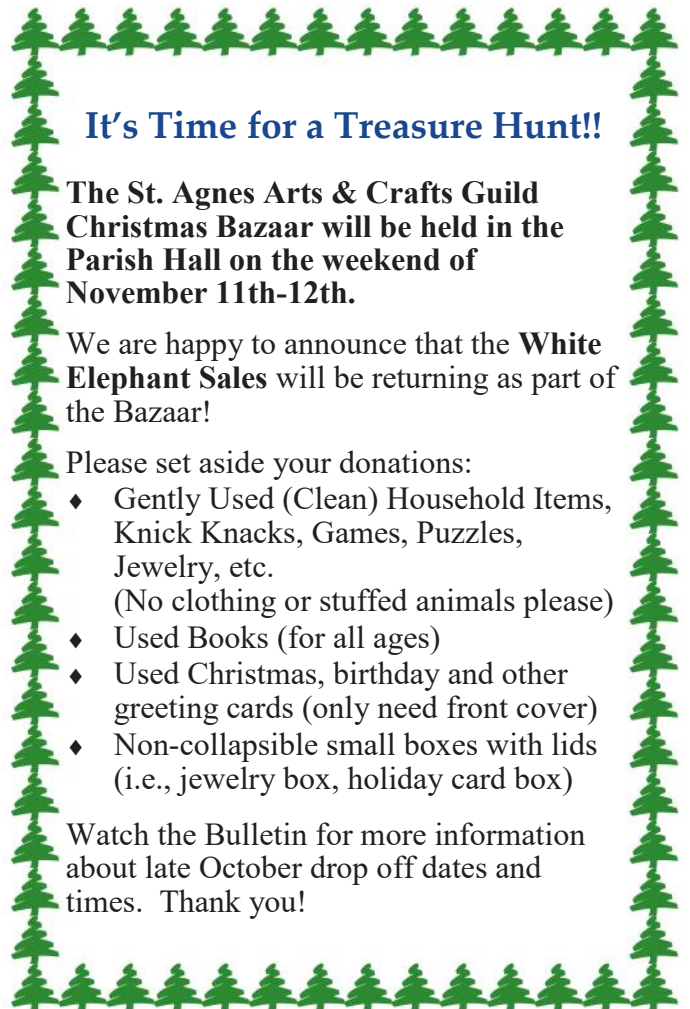 It’s Time for a Treasure Hunt!!
The St. Agnes Arts & Crafts Guild
Christmas Bazaar will be held in the
Parish Hall on the weekend of
November 11th-12th.
We are happy to announce that the White
Elephant Sales will be returning as part of
the Bazaar!
Please set aside your donations:
♦ Gently Used (Clean) Household Items,
Knick Knacks, Games, Puzzles,
Jewelry, etc.
(No clothing or stuffed animals please)
♦ Used Books (for all ages)
♦ Used Christmas, birthday and other
greeting cards (only need front cover)
♦ Non-collapsible small boxes with lids
(i.e., jewelry box, holiday card box)
Watch the Bulletin for more information
about late October drop off dates and
times.  Thank you!